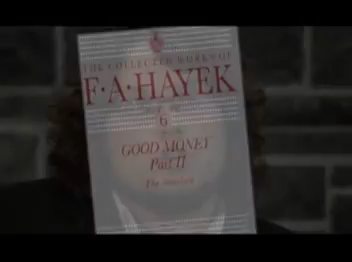 THE COLLECTED WORKS OF
F·A·HAYEK
6
GOOD MONEY
Part II
The Standard